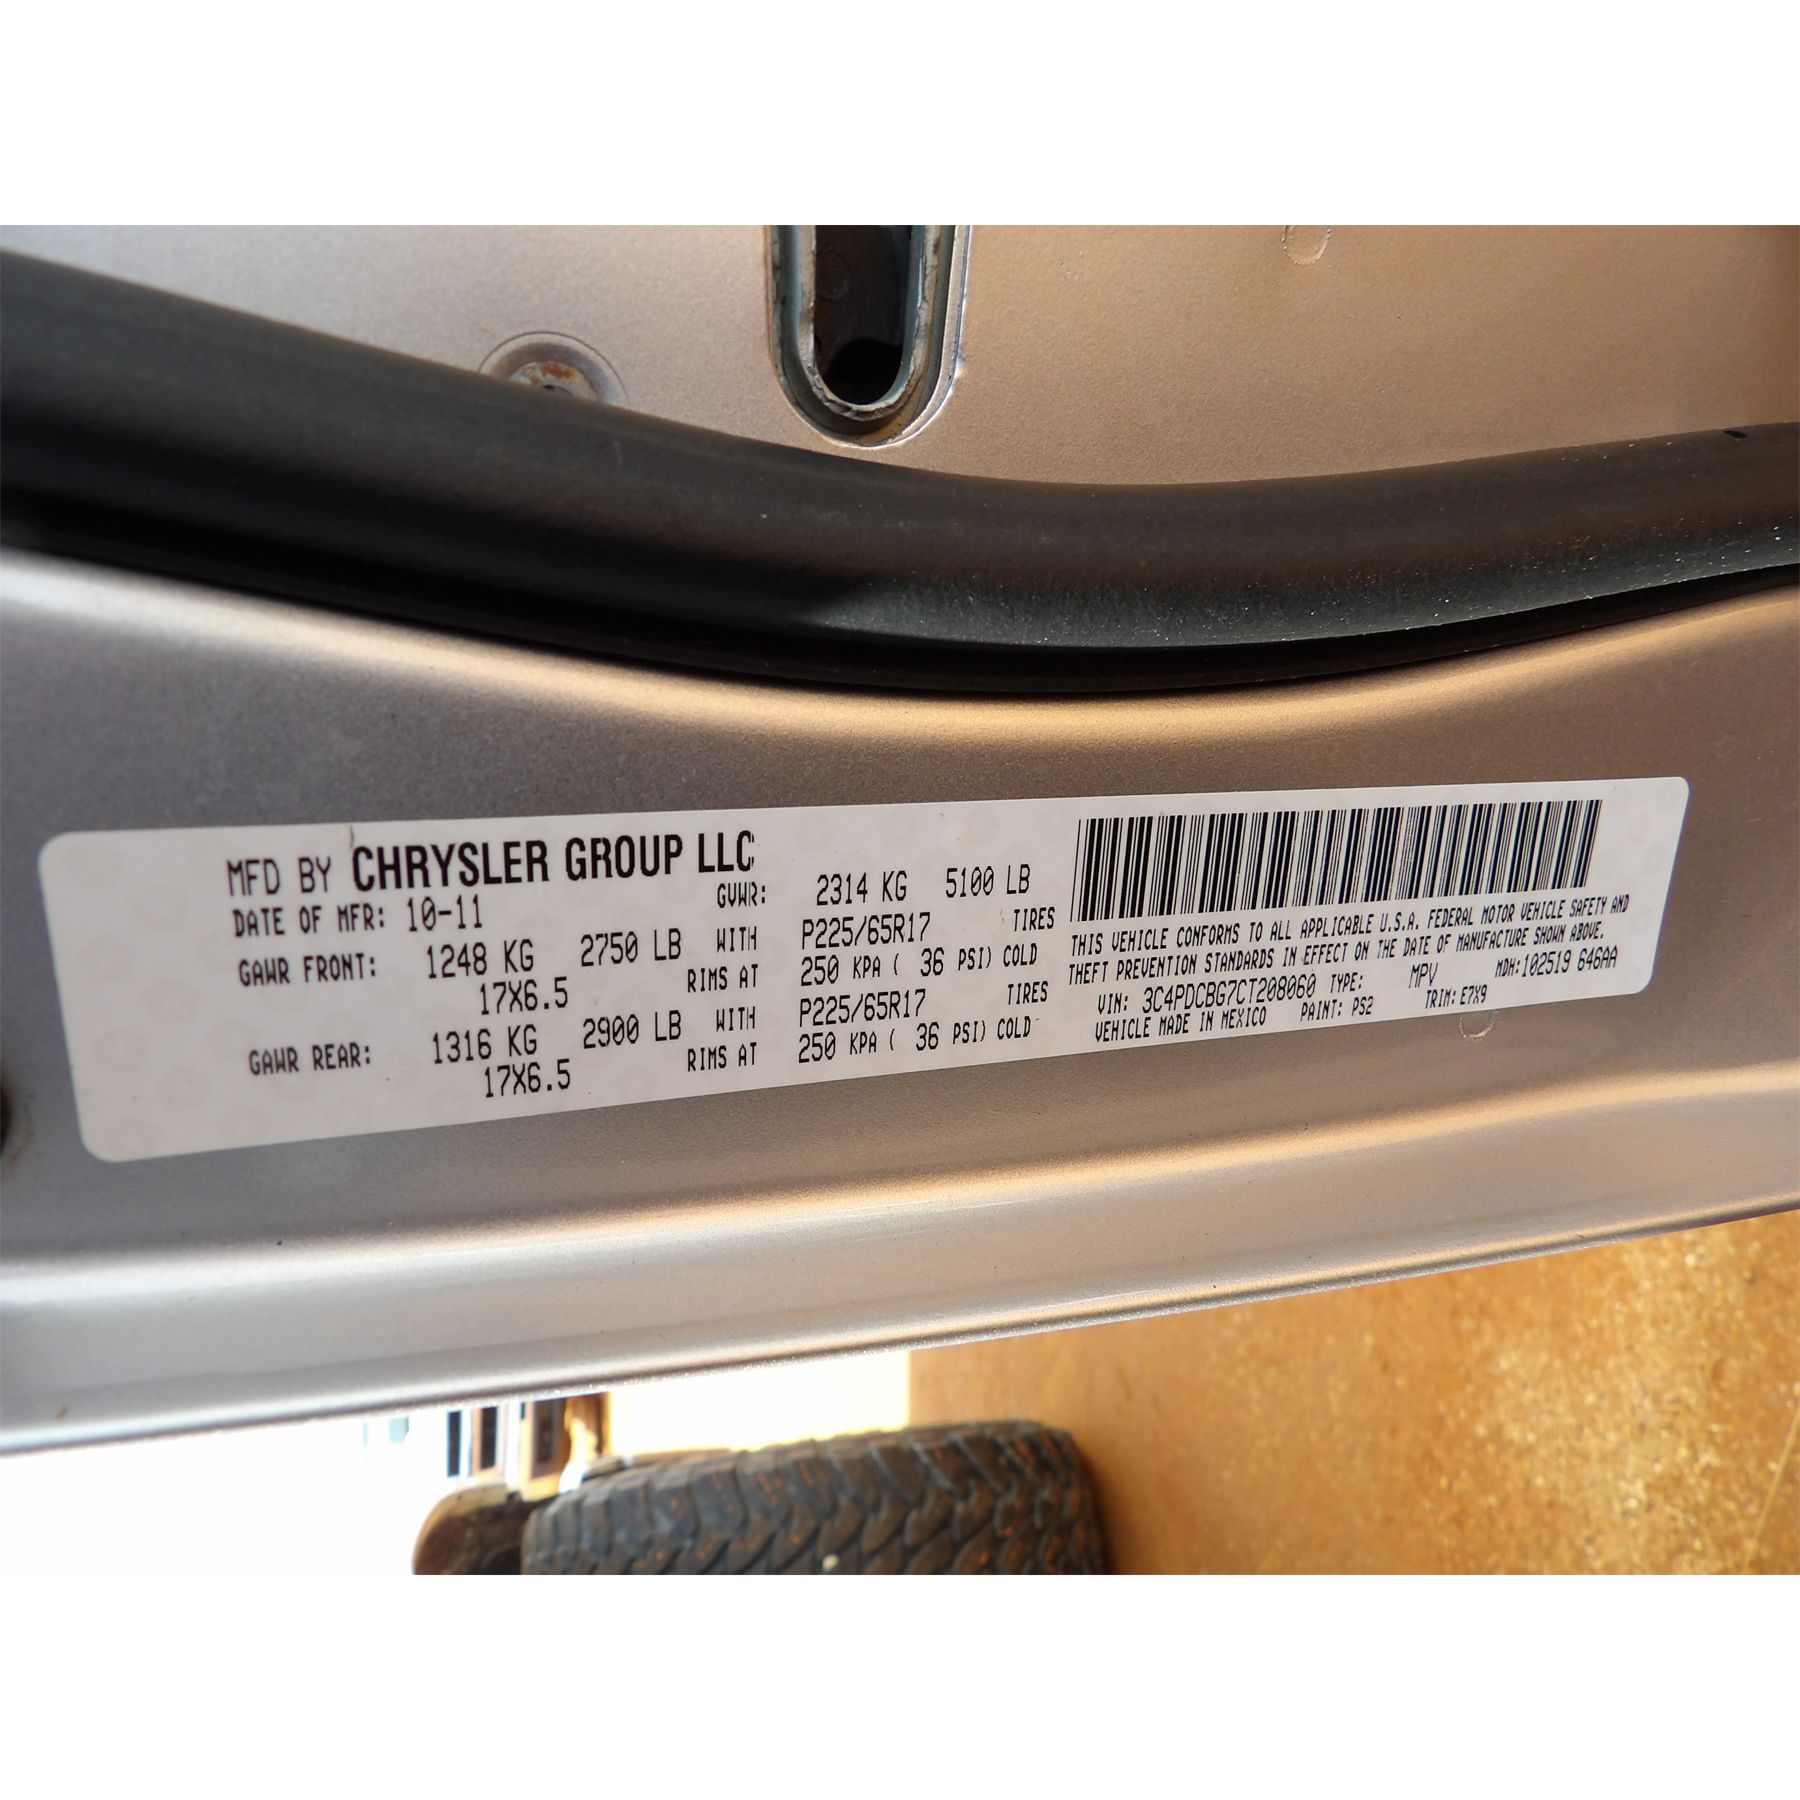 MFD BY CHRYSLER GROUP LLC
DATE OF MFR: 10-11 GVWR: 2314 KG 5100 LB
GAWR FRONT: 1248 KG 2750 LB WITH P225/65R17 TIRES
17X6.5 RIMS AT 250 KPA ( 36 PSI) COLD
GAWR REAR: 1316 KG 2900 LB WITH P225/65R17 TIRES
17X6.5 RIMS AT 250 KPA ( 36 PSI) COLD
THIS VEHICLE CONFORMS TO ALL APPLICABLE U.S.A. FEDERAL MOTOR VEHICLE SAFETY AND
THEFT PREVENTION STANDARDS IN EFFECT ON THE DATE OF MANUFACTURE SHOWN ABOVE.
VIN: 3C4PDCBG7CT208060 TYPE: MPV MDH:102519 646AA
VEHICLE MADE IN MEXICO PAINT: PS2 TRIM: E7X9